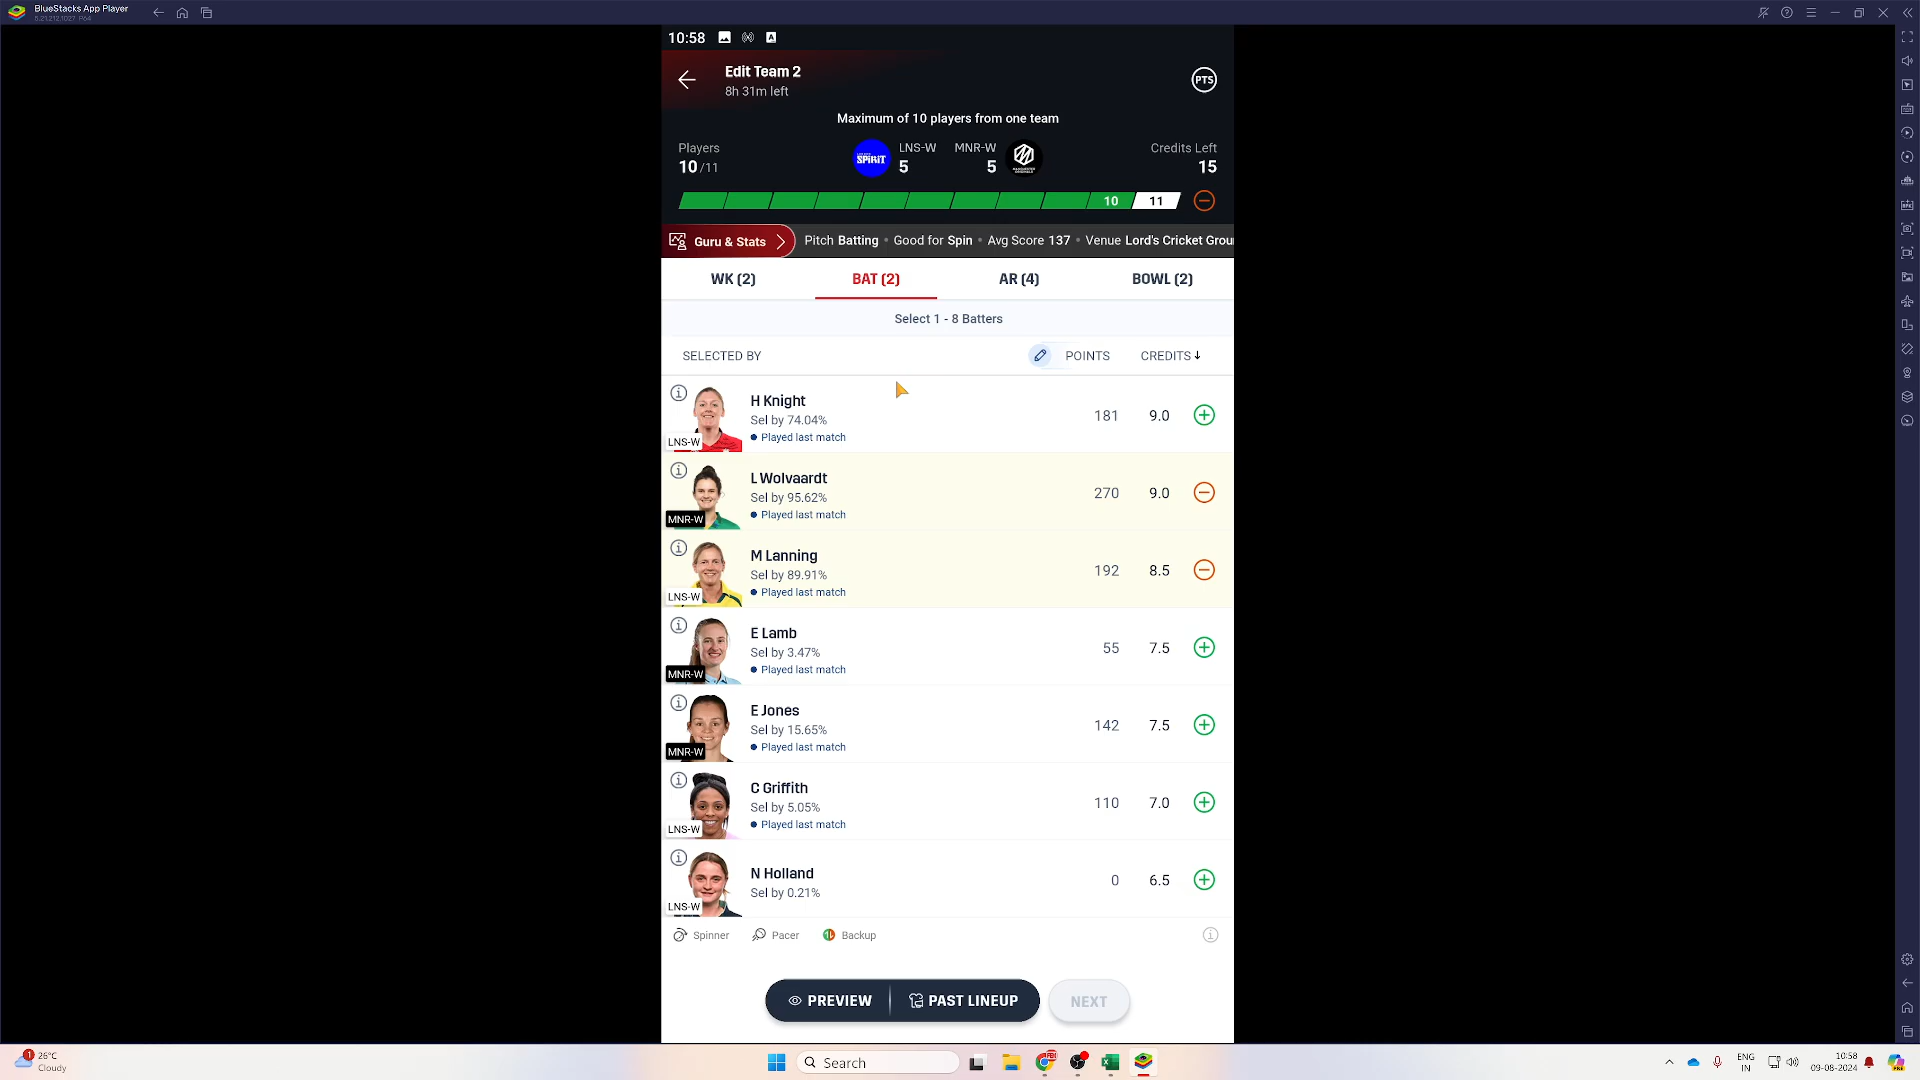 BlueStacks App Player
5.21.212.1027 P64
10:58
A
Edit Team 2
8h 31m left
PTS
Maximum of 10 players from one team
Players
10/11
SPIRIT
LNS-W
5
MNR-W
5
Credits Left
15
10
11
Guru & Stats
Pitch Batting • Good for Spin • Avg Score 137 • Venue Lord's Cricket Grou
WK (2)
BAT (2)
AR (4)
BOWL (2)
Select 1 - 8 Batters
SELECTED BY
POINTS
CREDITS↓
H Knight
Sel by 74.04%
Played last match
LNS-W
181
9.0
L Wolvaardt
Sel by 95.62%
Played last match
MNR-W
270
9.0
M Lanning
Sel by 89.91%
Played last match
LNS-W
192
8.5
E Lamb
Sel by 3.47%
Played last match
MNR-W
55
7.5
E Jones
Sel by 15.65%
Played last match
MNR-W
142
7.5
C Griffith
Sel by 5.05%
Played last match
LNS-W
110
7.0
N Holland
Sel by 0.21%
LNS-W
0
6.5
Spinner
Pacer
Backup
PREVIEW
PAST LINEUP
NEXT
1
26°C
Cloudy
Search
ENG
IN
10:58
09-08-2024